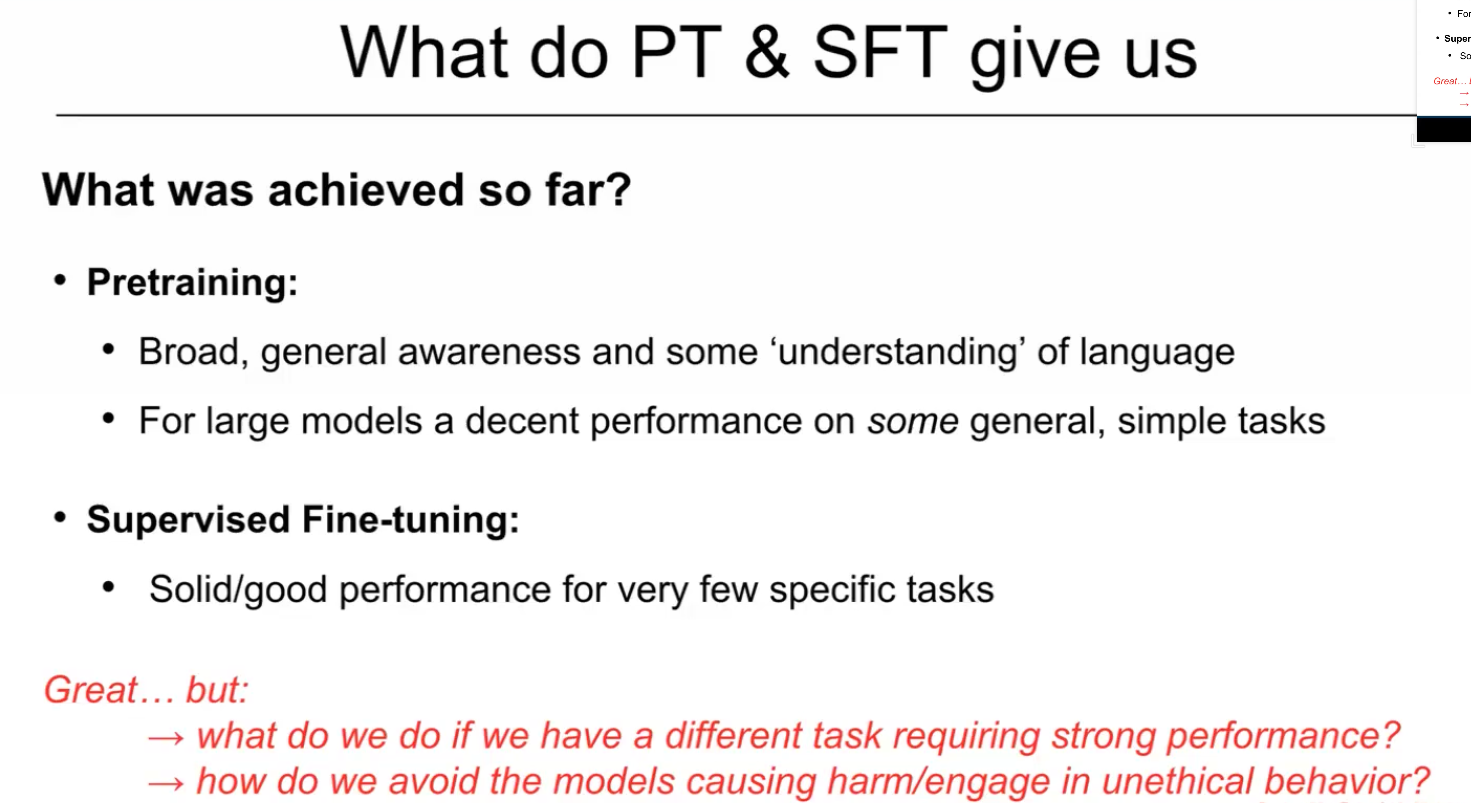 What do PT & SFT give us
What was achieved so far?
• Pretraining:
• Broad, general awareness and some ‘understanding’ of language
• For large models a decent performance on some general, simple tasks
• Supervised Fine-tuning:
• Solid/good performance for very few specific tasks
Great… but:
→ what do we do if we have a different task requiring strong performance?
→ how do we avoid the models causing harm/engage in unethical behavior?
• For
• Super
• So
Great… b
→
→